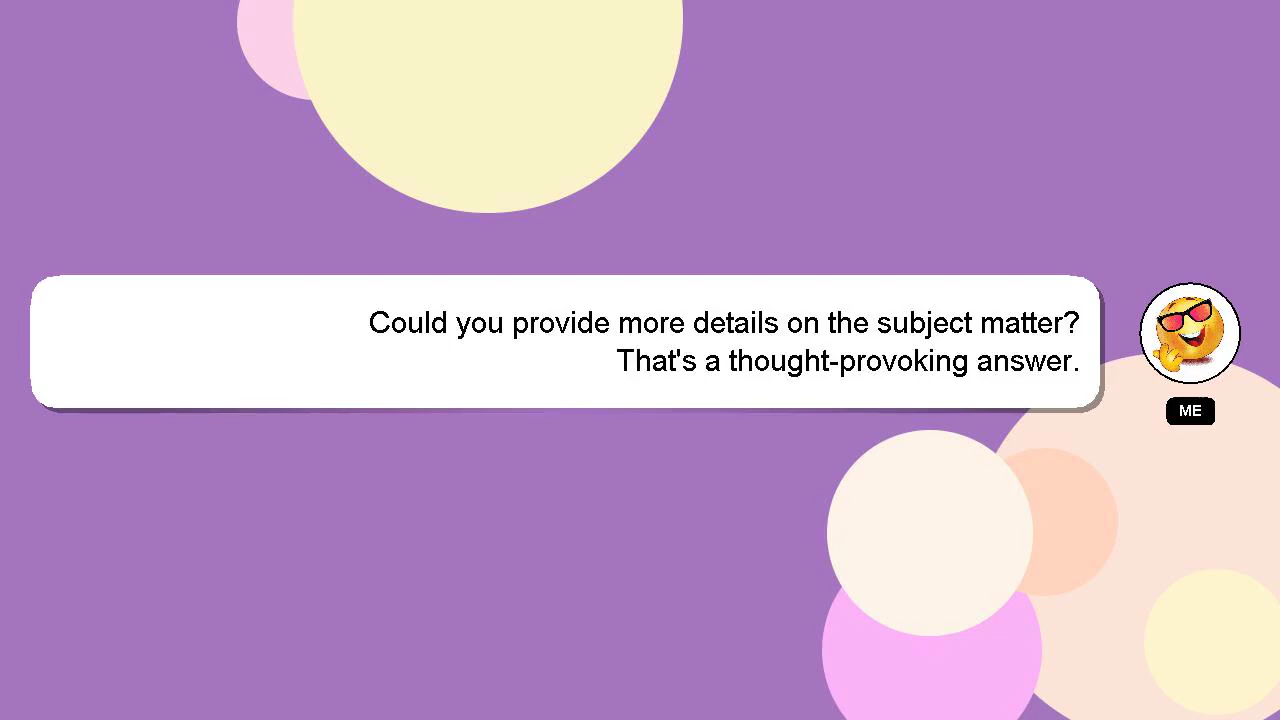 Could you provide more details on the subject matter?
That's a thought-provoking answer.
ME